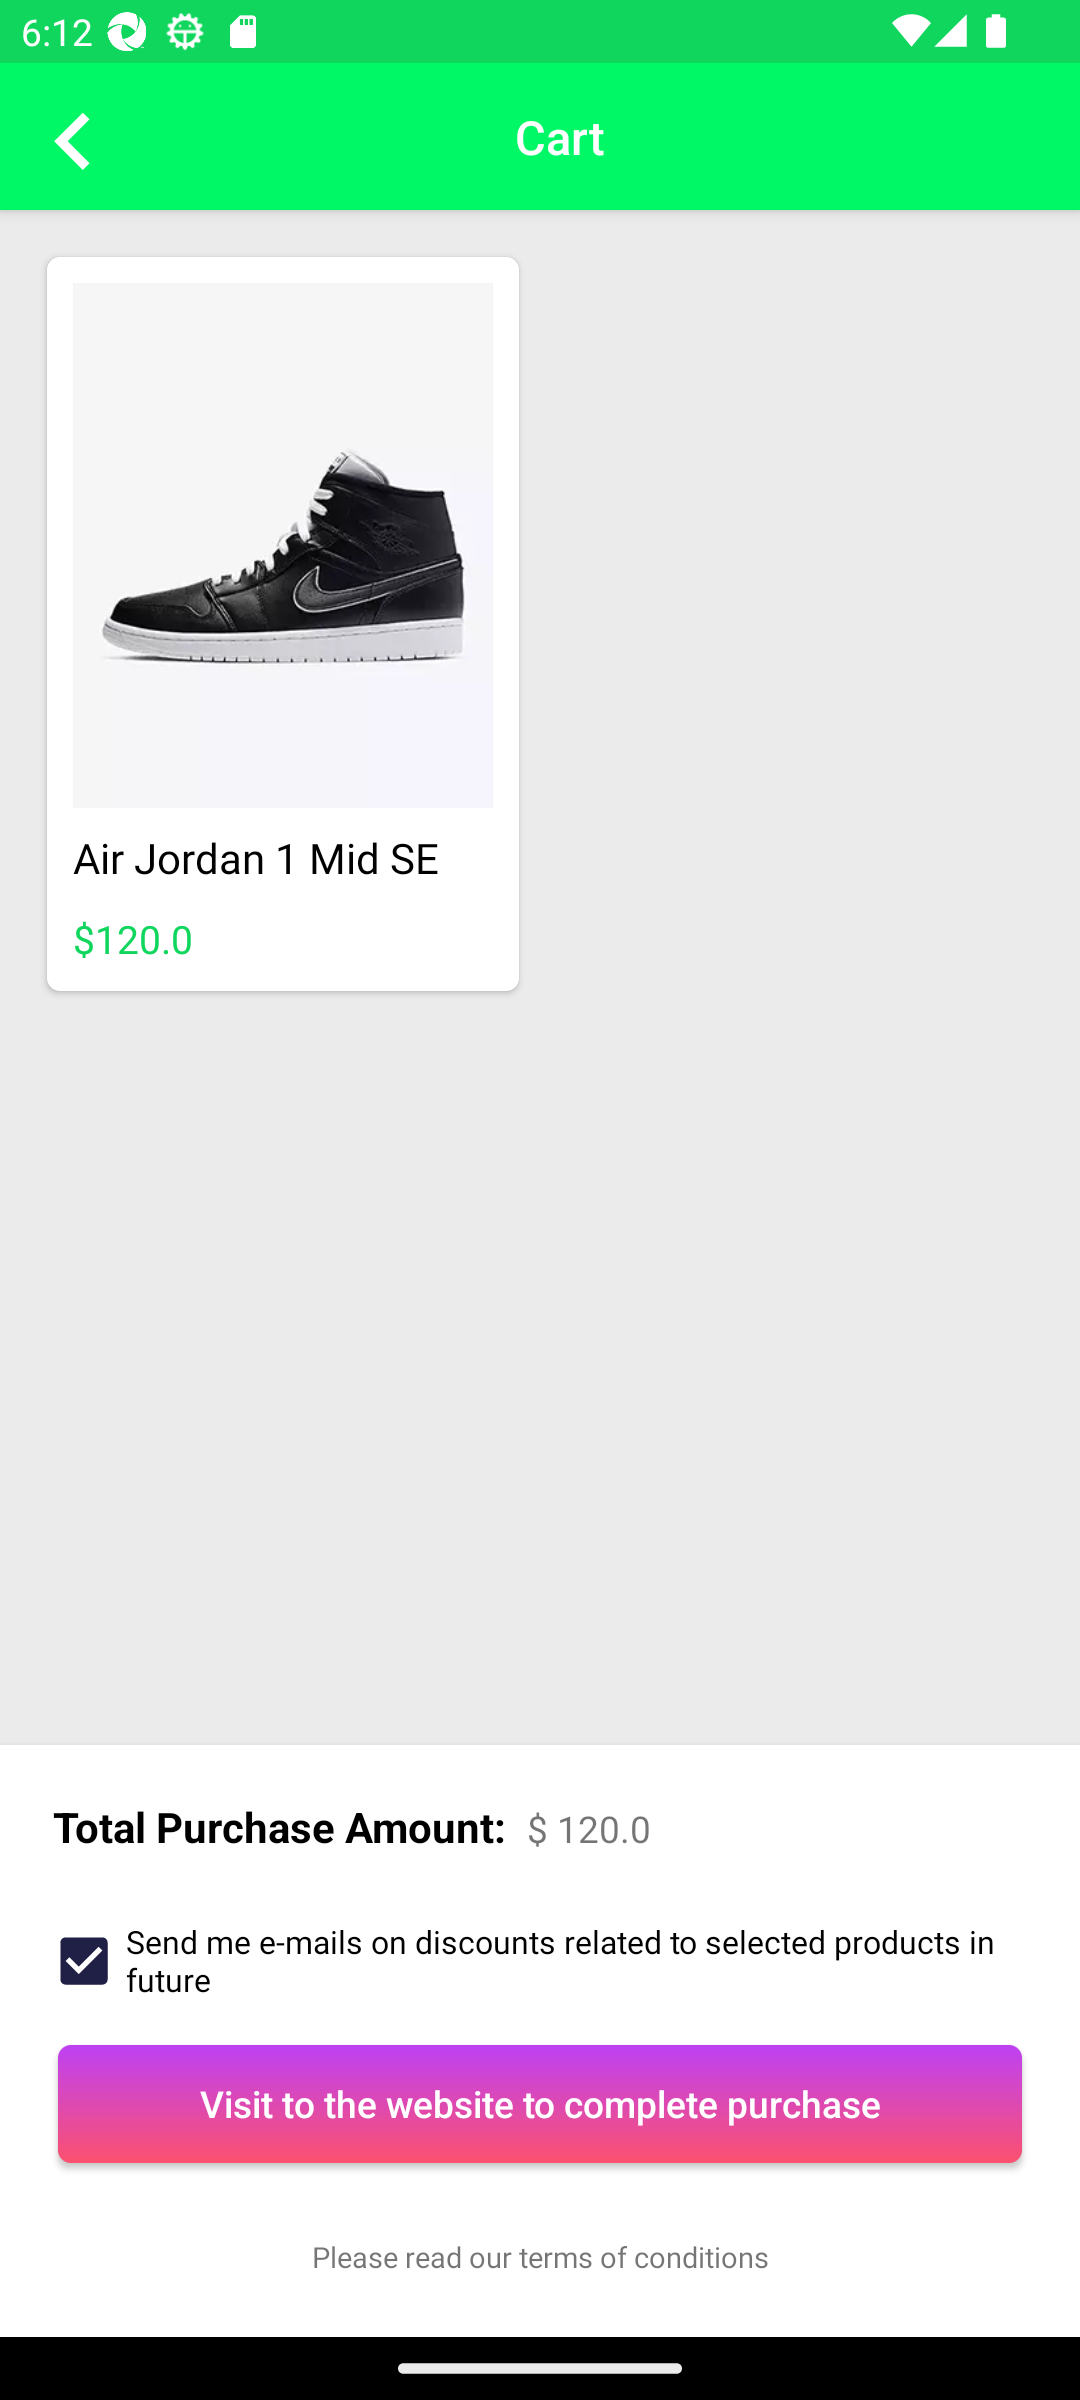 6:12
Cart
Air Jordan 1 Mid SE
$120.0
Total Purchase Amount: $ 120.0
Send me e-mails on discounts related to selected products in
future
Visit to the website to complete purchase
Please read our terms of conditions